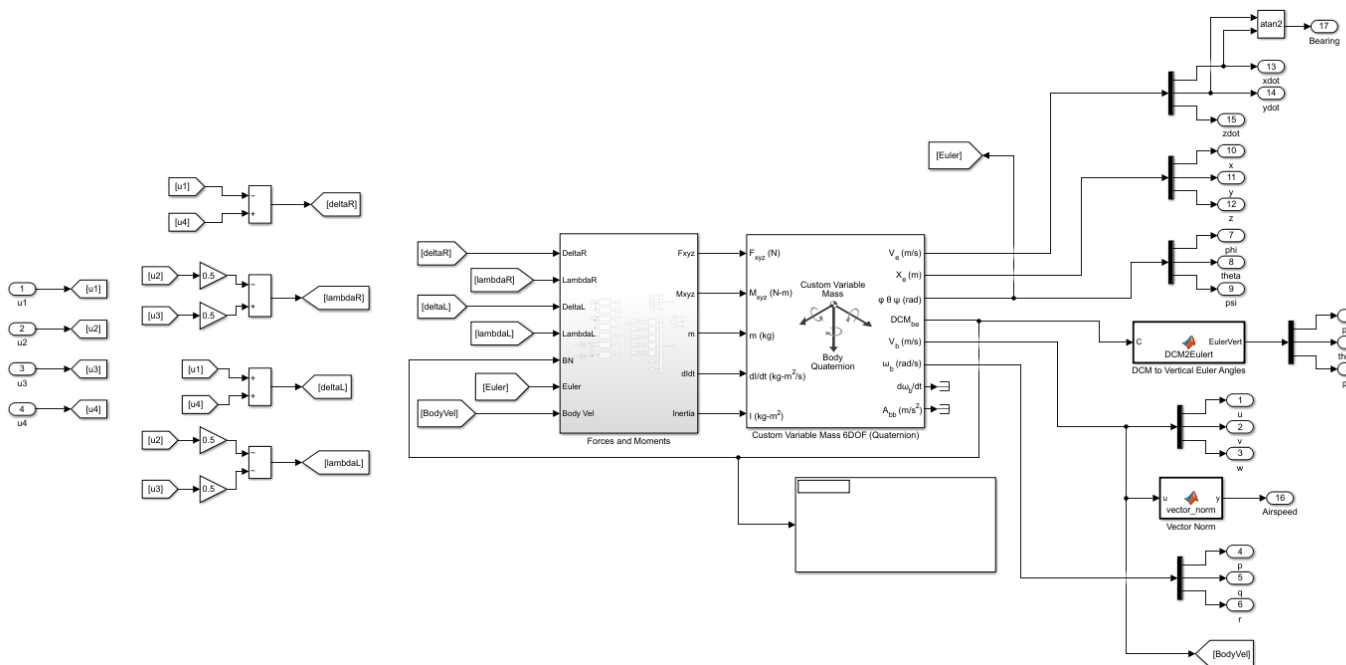 1
u1
[u1]
2
u2
[u2]
3
u3
[u3]
4
u4
[u4]
[u1]
−
[u4]
+
[deltaR]
[u2]
0.5
−
[u3]
0.5
+
[lambdaR]
[u1]
+
[u4]
+
[deltaL]
[u2]
0.5
−
[u3]
0.5
−
[lambdaL]
[deltaR]
[lambdaR]
[deltaL]
[lambdaL]
[Euler]
[BodyVel]
DeltaR
LambdaR
DeltaL
LambdaL
BN
Euler
Body Vel
Fxyz
Mxyz
m
dIdt
Inertia
Forces and Moments
F_xyz (N)
M_xyz (N-m)
m (kg)
dI/dt (kg-m²/s)
I (kg-m²)
Custom Variable
Mass
Body
Quaternion
V_e (m/s)
X_e (m)
φ θ ψ (rad)
DCM_be
V_b (m/s)
ω_b (rad/s)
dω_b/dt
A_bb (m/s²)
Custom Variable Mass 6DOF (Quaternion)
[Euler]
atan2
17
Bearing
13
xdot
14
ydot
15
zdot
10
x
11
y
12
z
7
phi
8
theta
9
psi
C
DCM2Eulert
EulerVert
DCM to Vertical Euler Angles
1
u
2
v
3
w
u
vector_norm
y
Vector Norm
16
Airspeed
4
p
5
q
6
r
[BodyVel]